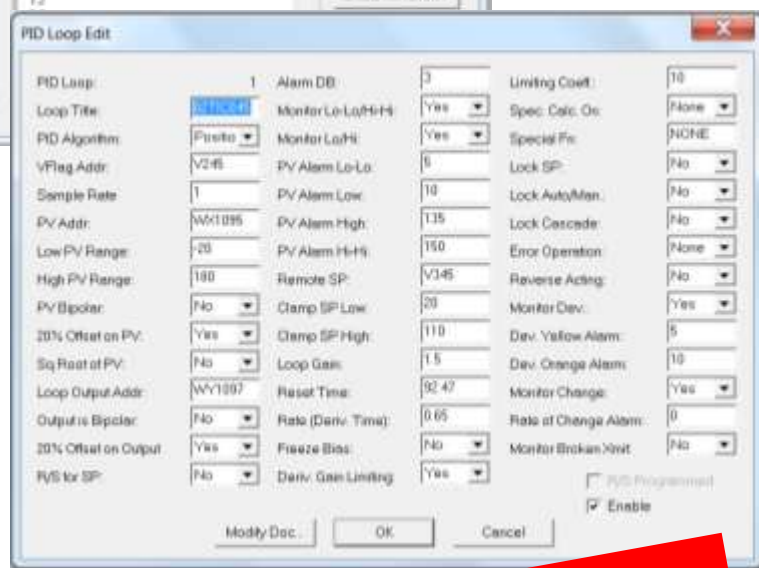 PID Loop Edit
PID Loop: 1
Loop Title:
PID Algorithm:
VFlag Addr: V245
Sample Rate 1
PV Addr: WX1095
Low PV Range: -20
High PV Range: 180
PV Bipolar: No
20% Offset on PV: Yes
Sq Root of PV: No
Loop Output Addr: WY1097
Output is Bipolar: No
20% Offset on Output Yes
R/S for SP: No
Alarm DB: 3
Monitor Lo-Lo/Hi-Hi: Yes
Monitor Lo/Hi: Yes
PV Alarm Lo-Lo: 5
PV Alarm Low: 10
PV Alarm High: 135
PV Alarm Hi-Hi: 150
Remote SP: V345
Clamp SP Low: 20
Clamp SP High: 110
Loop Gain: 1.5
Reset Time: 92.47
Rate (Deriv. Time): 0.65
Freeze Bias: No
Deriv. Gain Limiting: Yes
Limiting Coeff.: 10
Spec. Calc. On: None
Special Fn: NONE
Lock SP: No
Lock Auto/Man.: No
Lock Cascade: No
Error Operation: None
Reverse Acting: No
Monitor Dev.: Yes
Dev. Yellow Alarm: 5
Dev. Orange Alarm: 10
Monitor Change: Yes
Rate of Change Alarm: 0
Monitor Broken Xmit No
R/S Programmed
Enable
Modify Doc...
OK
Cancel